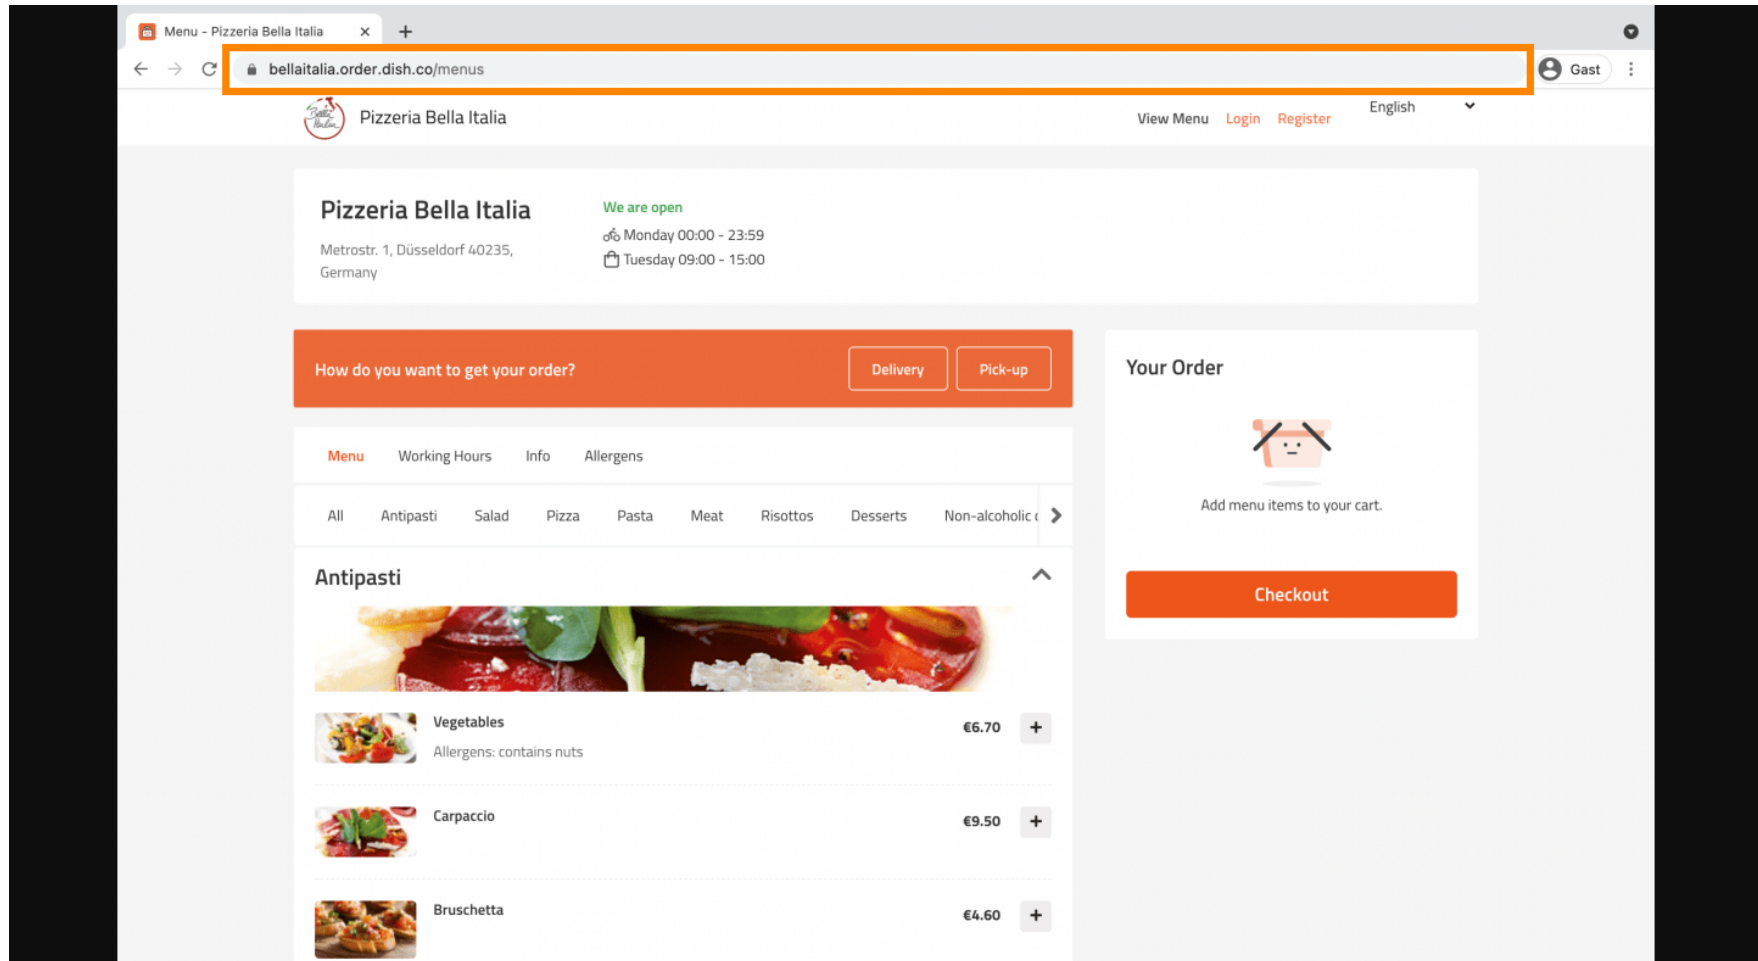 Menu - Pizzeria Bella Italia
bellaitalia.order.dish.co/menus
Gast
Bella Italia
Pizzeria Bella Italia
View Menu Login Register English
Pizzeria Bella Italia
Metrostr. 1, Düsseldorf 40235,
Germany
We are open
Monday 00:00 - 23:59
Tuesday 09:00 - 15:00
How do you want to get your order?
Delivery Pick-up
Menu Working Hours Info Allergens
All Antipasti Salad Pizza Pasta Meat Risottos Desserts Non-alcoholic
Antipasti
Vegetables €6.70 +
Allergens: contains nuts
Carpaccio €9.50 +
Bruschetta €4.60 +
Your Order
Add menu items to your cart.
Checkout